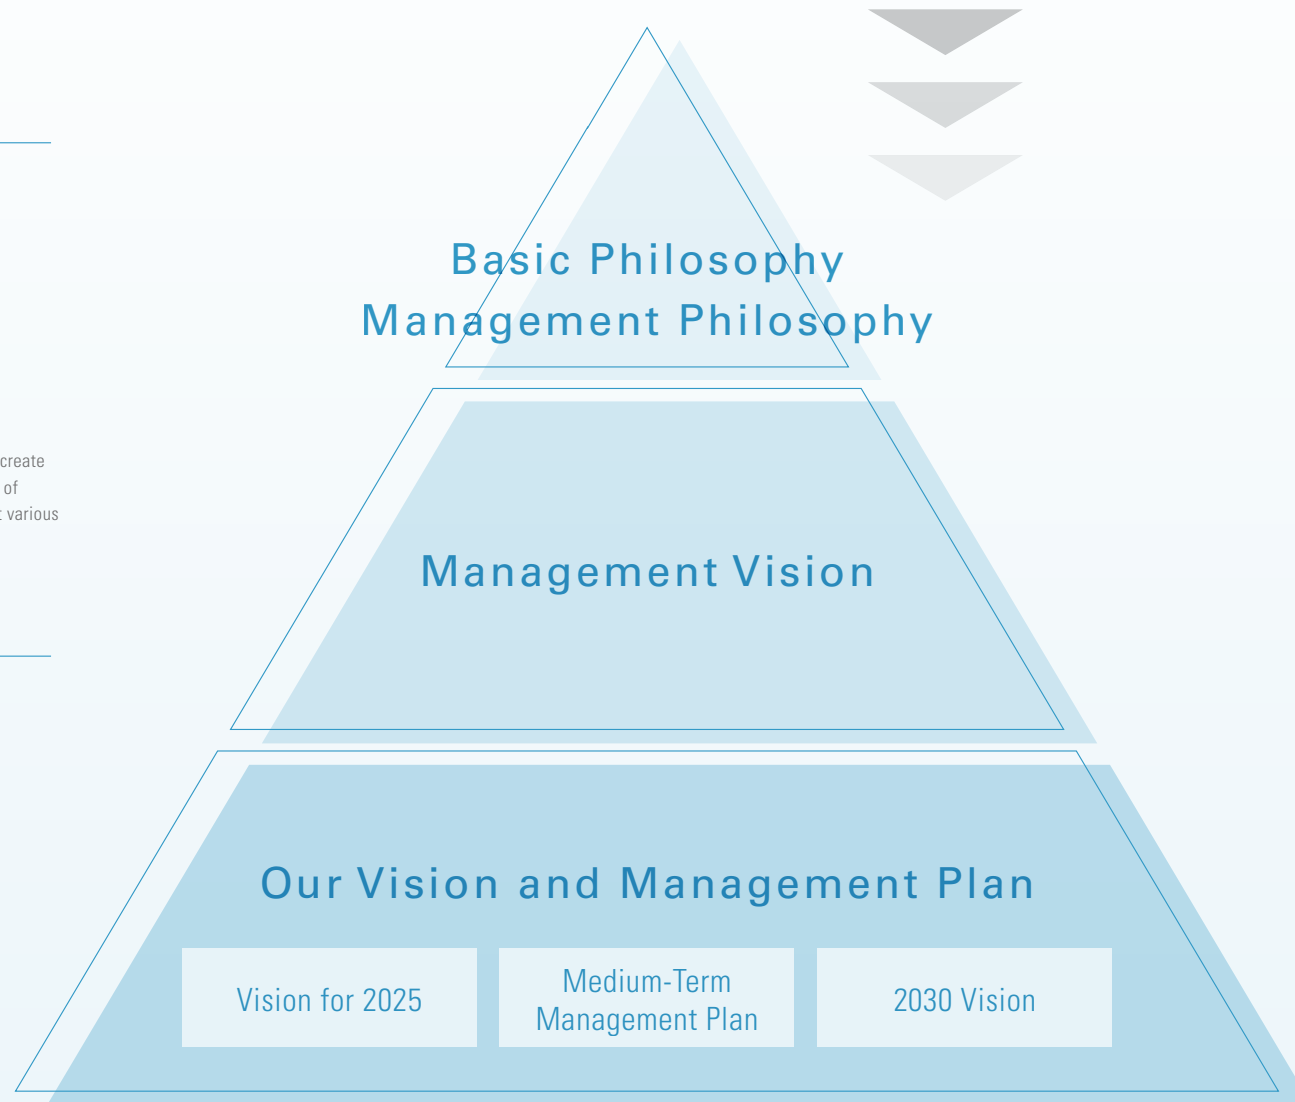 Basic Philosophy
Management Philosophy
create
of
various
Management Vision
Our Vision and Management Plan
Vision for 2025
Medium-Term
Management Plan
2030 Vision